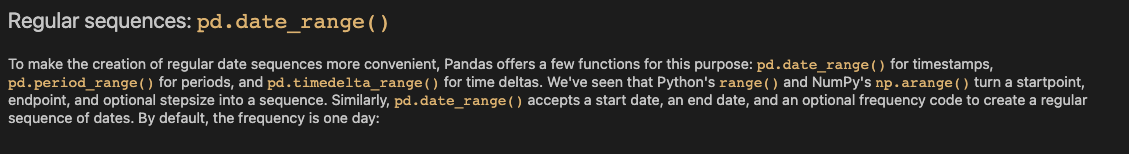 Regular sequences: pd.date_range()
To make the creation of regular date sequences more convenient, Pandas offers a few functions for this purpose: pd.date_range() for timestamps,
pd.period_range() for periods, and pd.timedelta_range() for time deltas. We've seen that Python's range() and NumPy's np.arange() turn a startpoint,
endpoint, and optional stepsize into a sequence. Similarly, pd.date_range() accepts a start date, an end date, and an optional frequency code to create a regular
sequence of dates. By default, the frequency is one day: